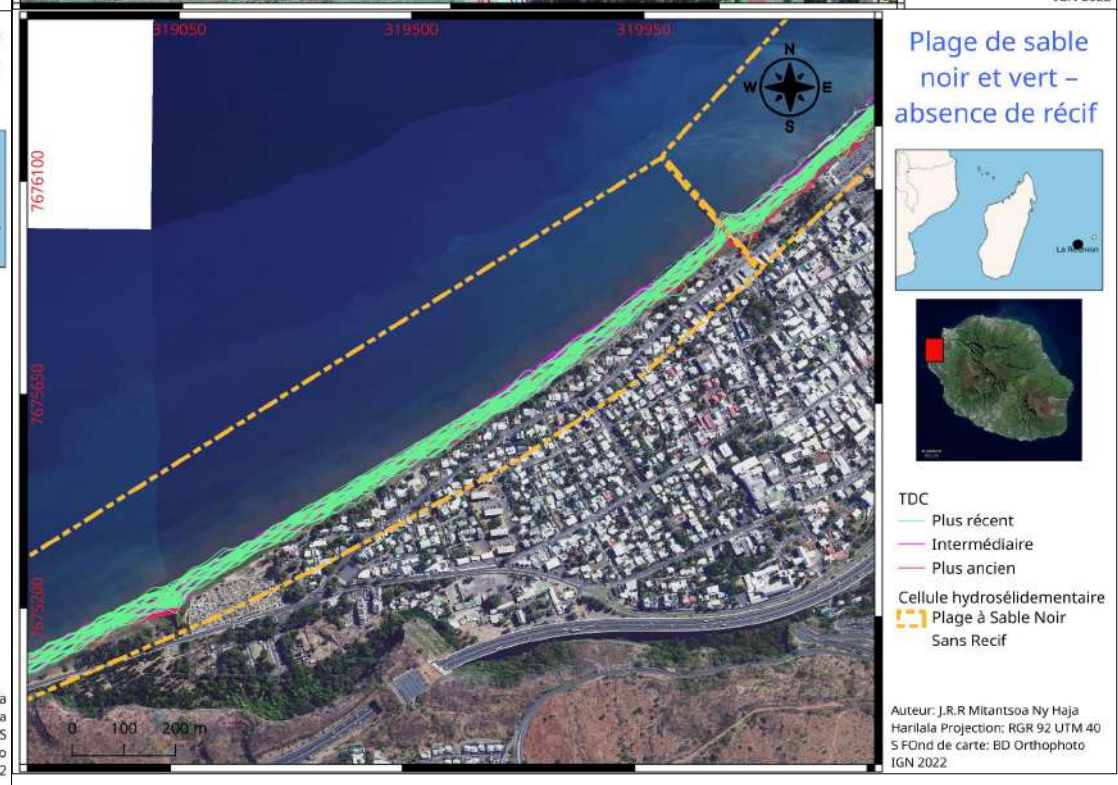 319050
319500
319950
7676100
7675650
7675200
N
W
E
S
0 100 200 m
Plage de sable
noir et vert –
absence de récif
La Réunion
TDC
Plus récent
Intermédiaire
Plus ancien
Cellule hydrosélidementaire
Plage à Sable Noir
Sans Recif
Auteur: J.R.R Mitantsoa Ny Haja
Harilala Projection: RGR 92 UTM 40
S FOnd de carte: BD Orthophoto
IGN 2022
a
a
S
o
2